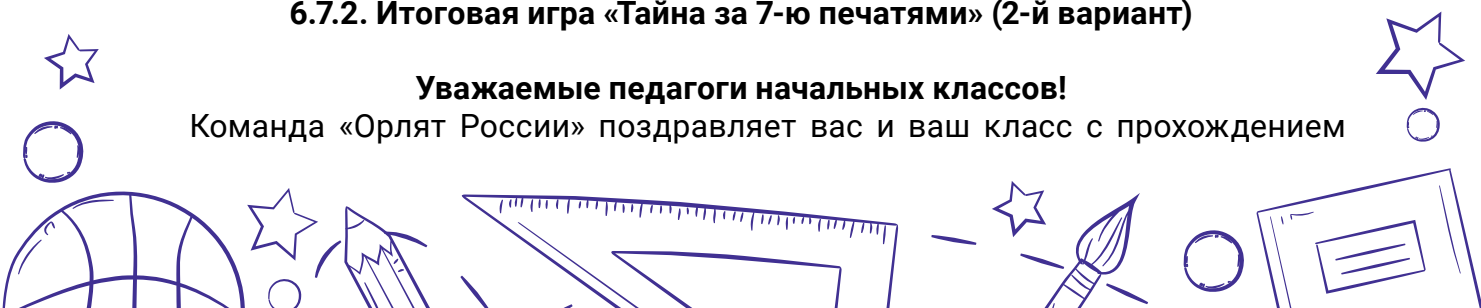 6.7.2. Итоговая игра «Тайна за 7-ю печатями» (2-й вариант)
Уважаемые педагоги начальных классов!
Команда «Орлят России» поздравляет вас и ваш класс с прохождением